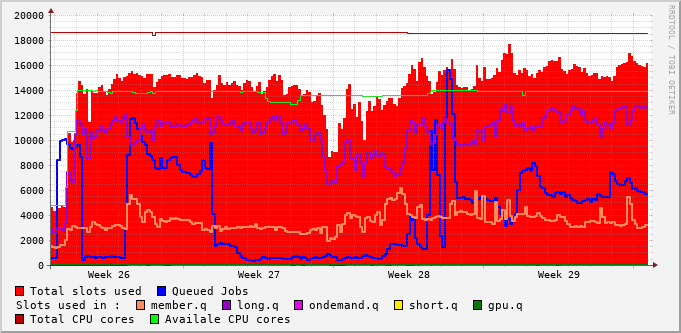 20000
18000
16000
14000
12000
10000
8000
6000
4000
2000
0
Week 26 Week 27 Week 28 Week 29
RRDTOOL / TOBI OETIKER
Total slots used Queued Jobs
Slots used in : member.q long.q ondemand.q short.q gpu.q
Total CPU cores Availale CPU cores